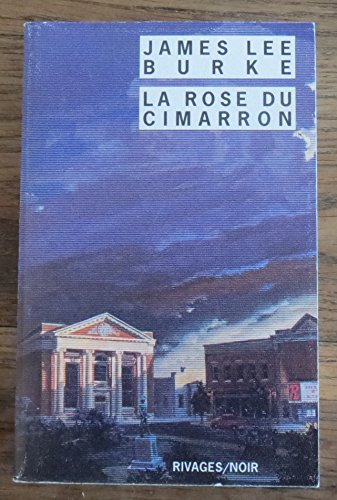 JAMES LEE
BURKE
LA ROSE DU
CIMARRON
RIVAGES/NOIR